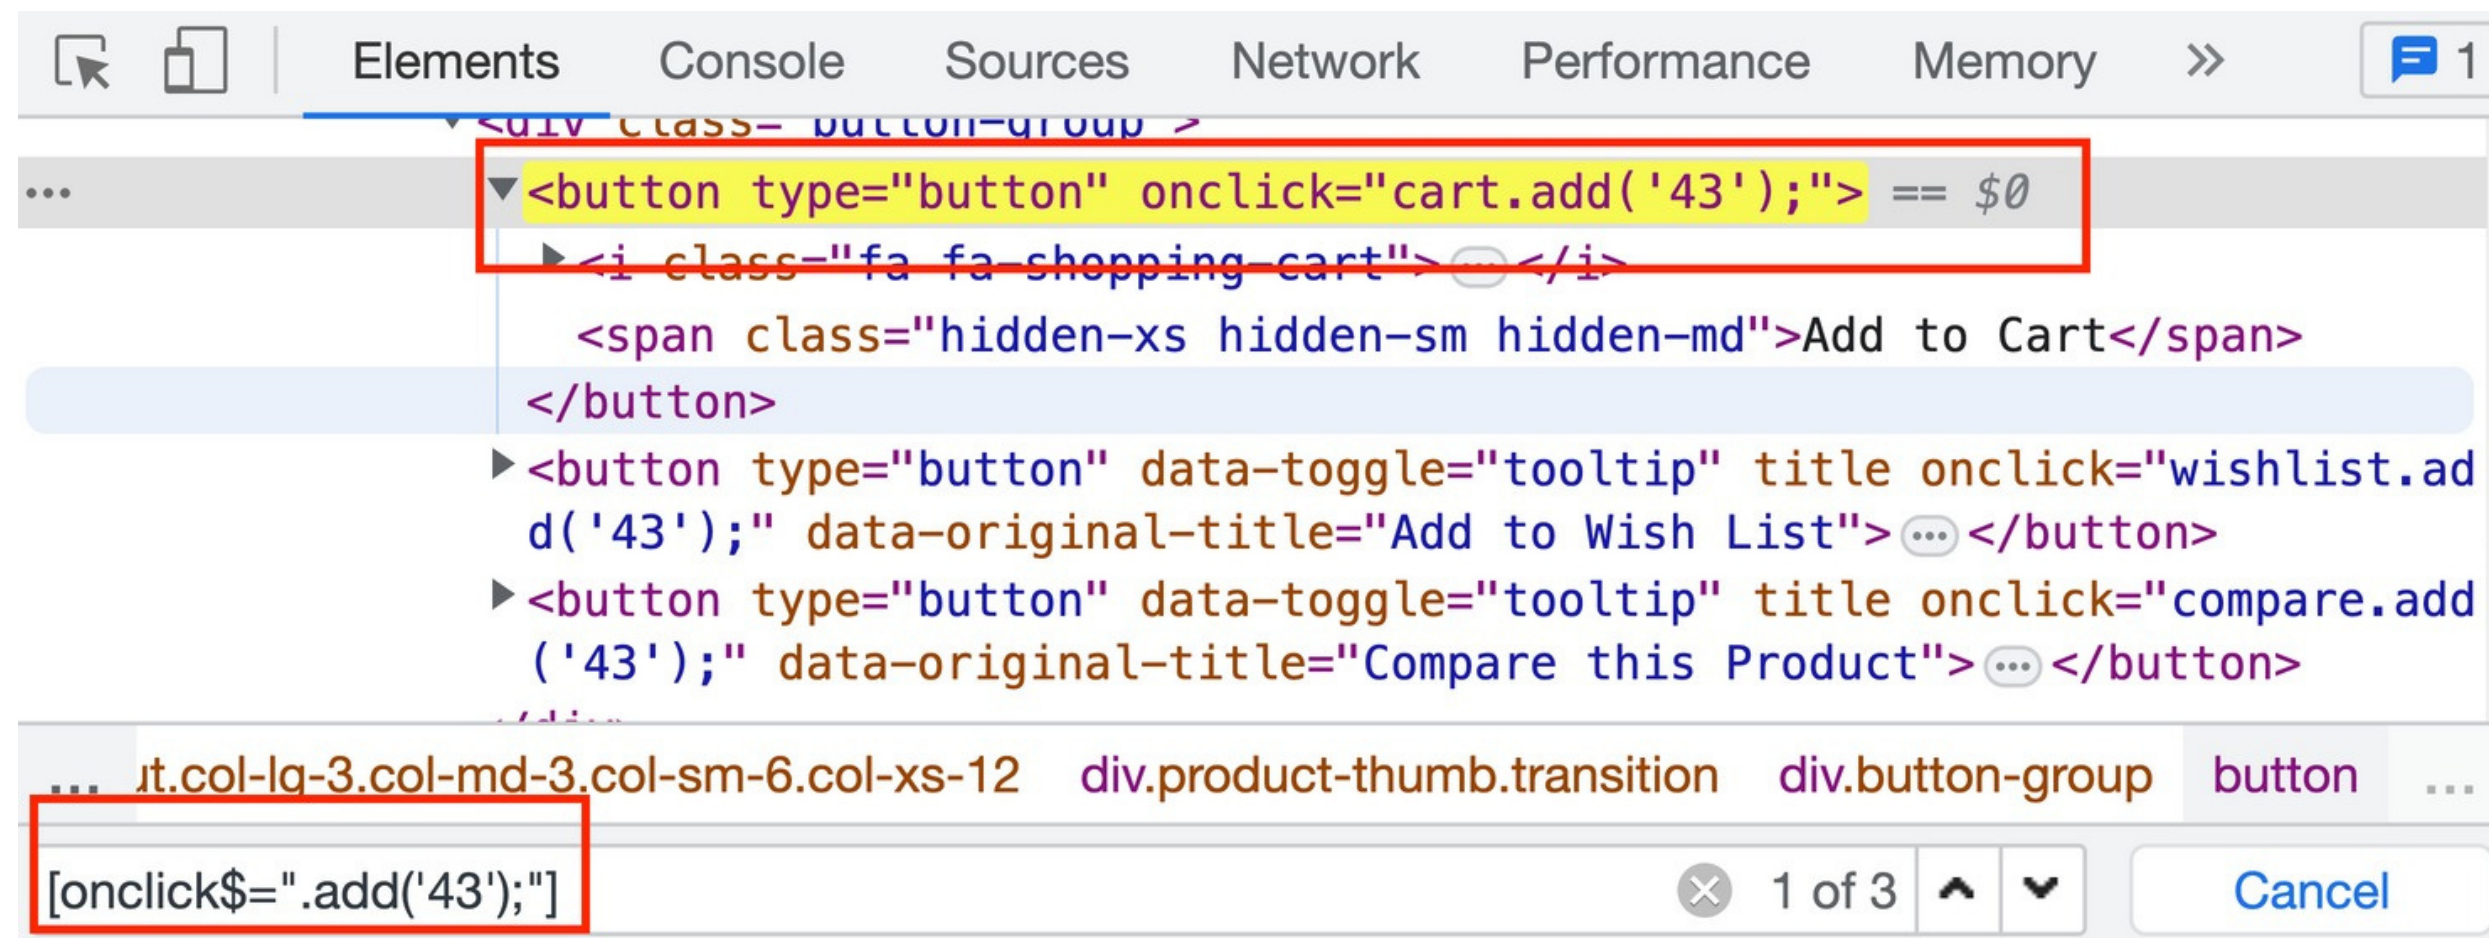 Elements Console Sources Network Performance Memory » 1
<div class="button-group">
… ▼<button type="button" onclick="cart.add('43');"> == $0
▶<i class="fa fa-shopping-cart">…</i>
<span class="hidden-xs hidden-sm hidden-md">Add to Cart</span>
</button>
▶<button type="button" data-toggle="tooltip" title onclick="wishlist.ad
d('43');" data-original-title="Add to Wish List">…</button>
▶<button type="button" data-toggle="tooltip" title onclick="compare.add
('43');" data-original-title="Compare this Product">…</button>
</div>
... ut.col-lg-3.col-md-3.col-sm-6.col-xs-12 div.product-thumb.transition div.button-group button ...
[onclick$=".add('43');"] 1 of 3 Cancel